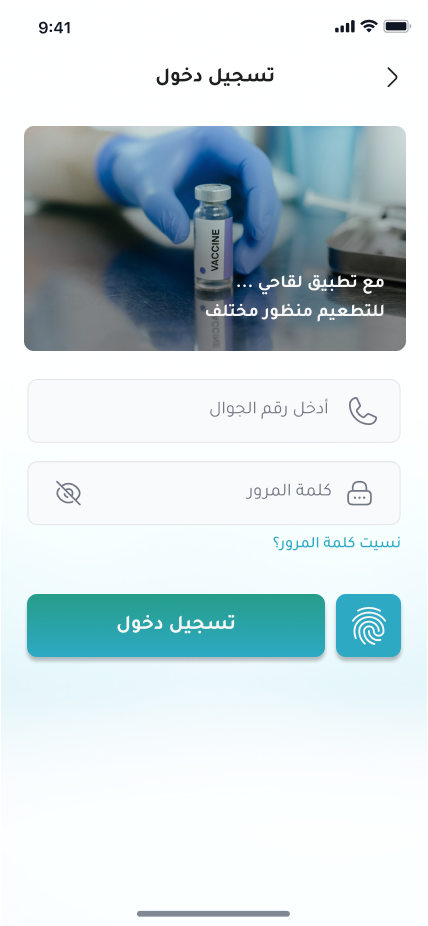 9:41
تسجيل دخول
VACCINE
مع تطبيق لقاحي ...
للتطعيم منظور مختلف
أدخل رقم الجوال
كلمة المرور
نسيت كلمة المرور؟
تسجيل دخول